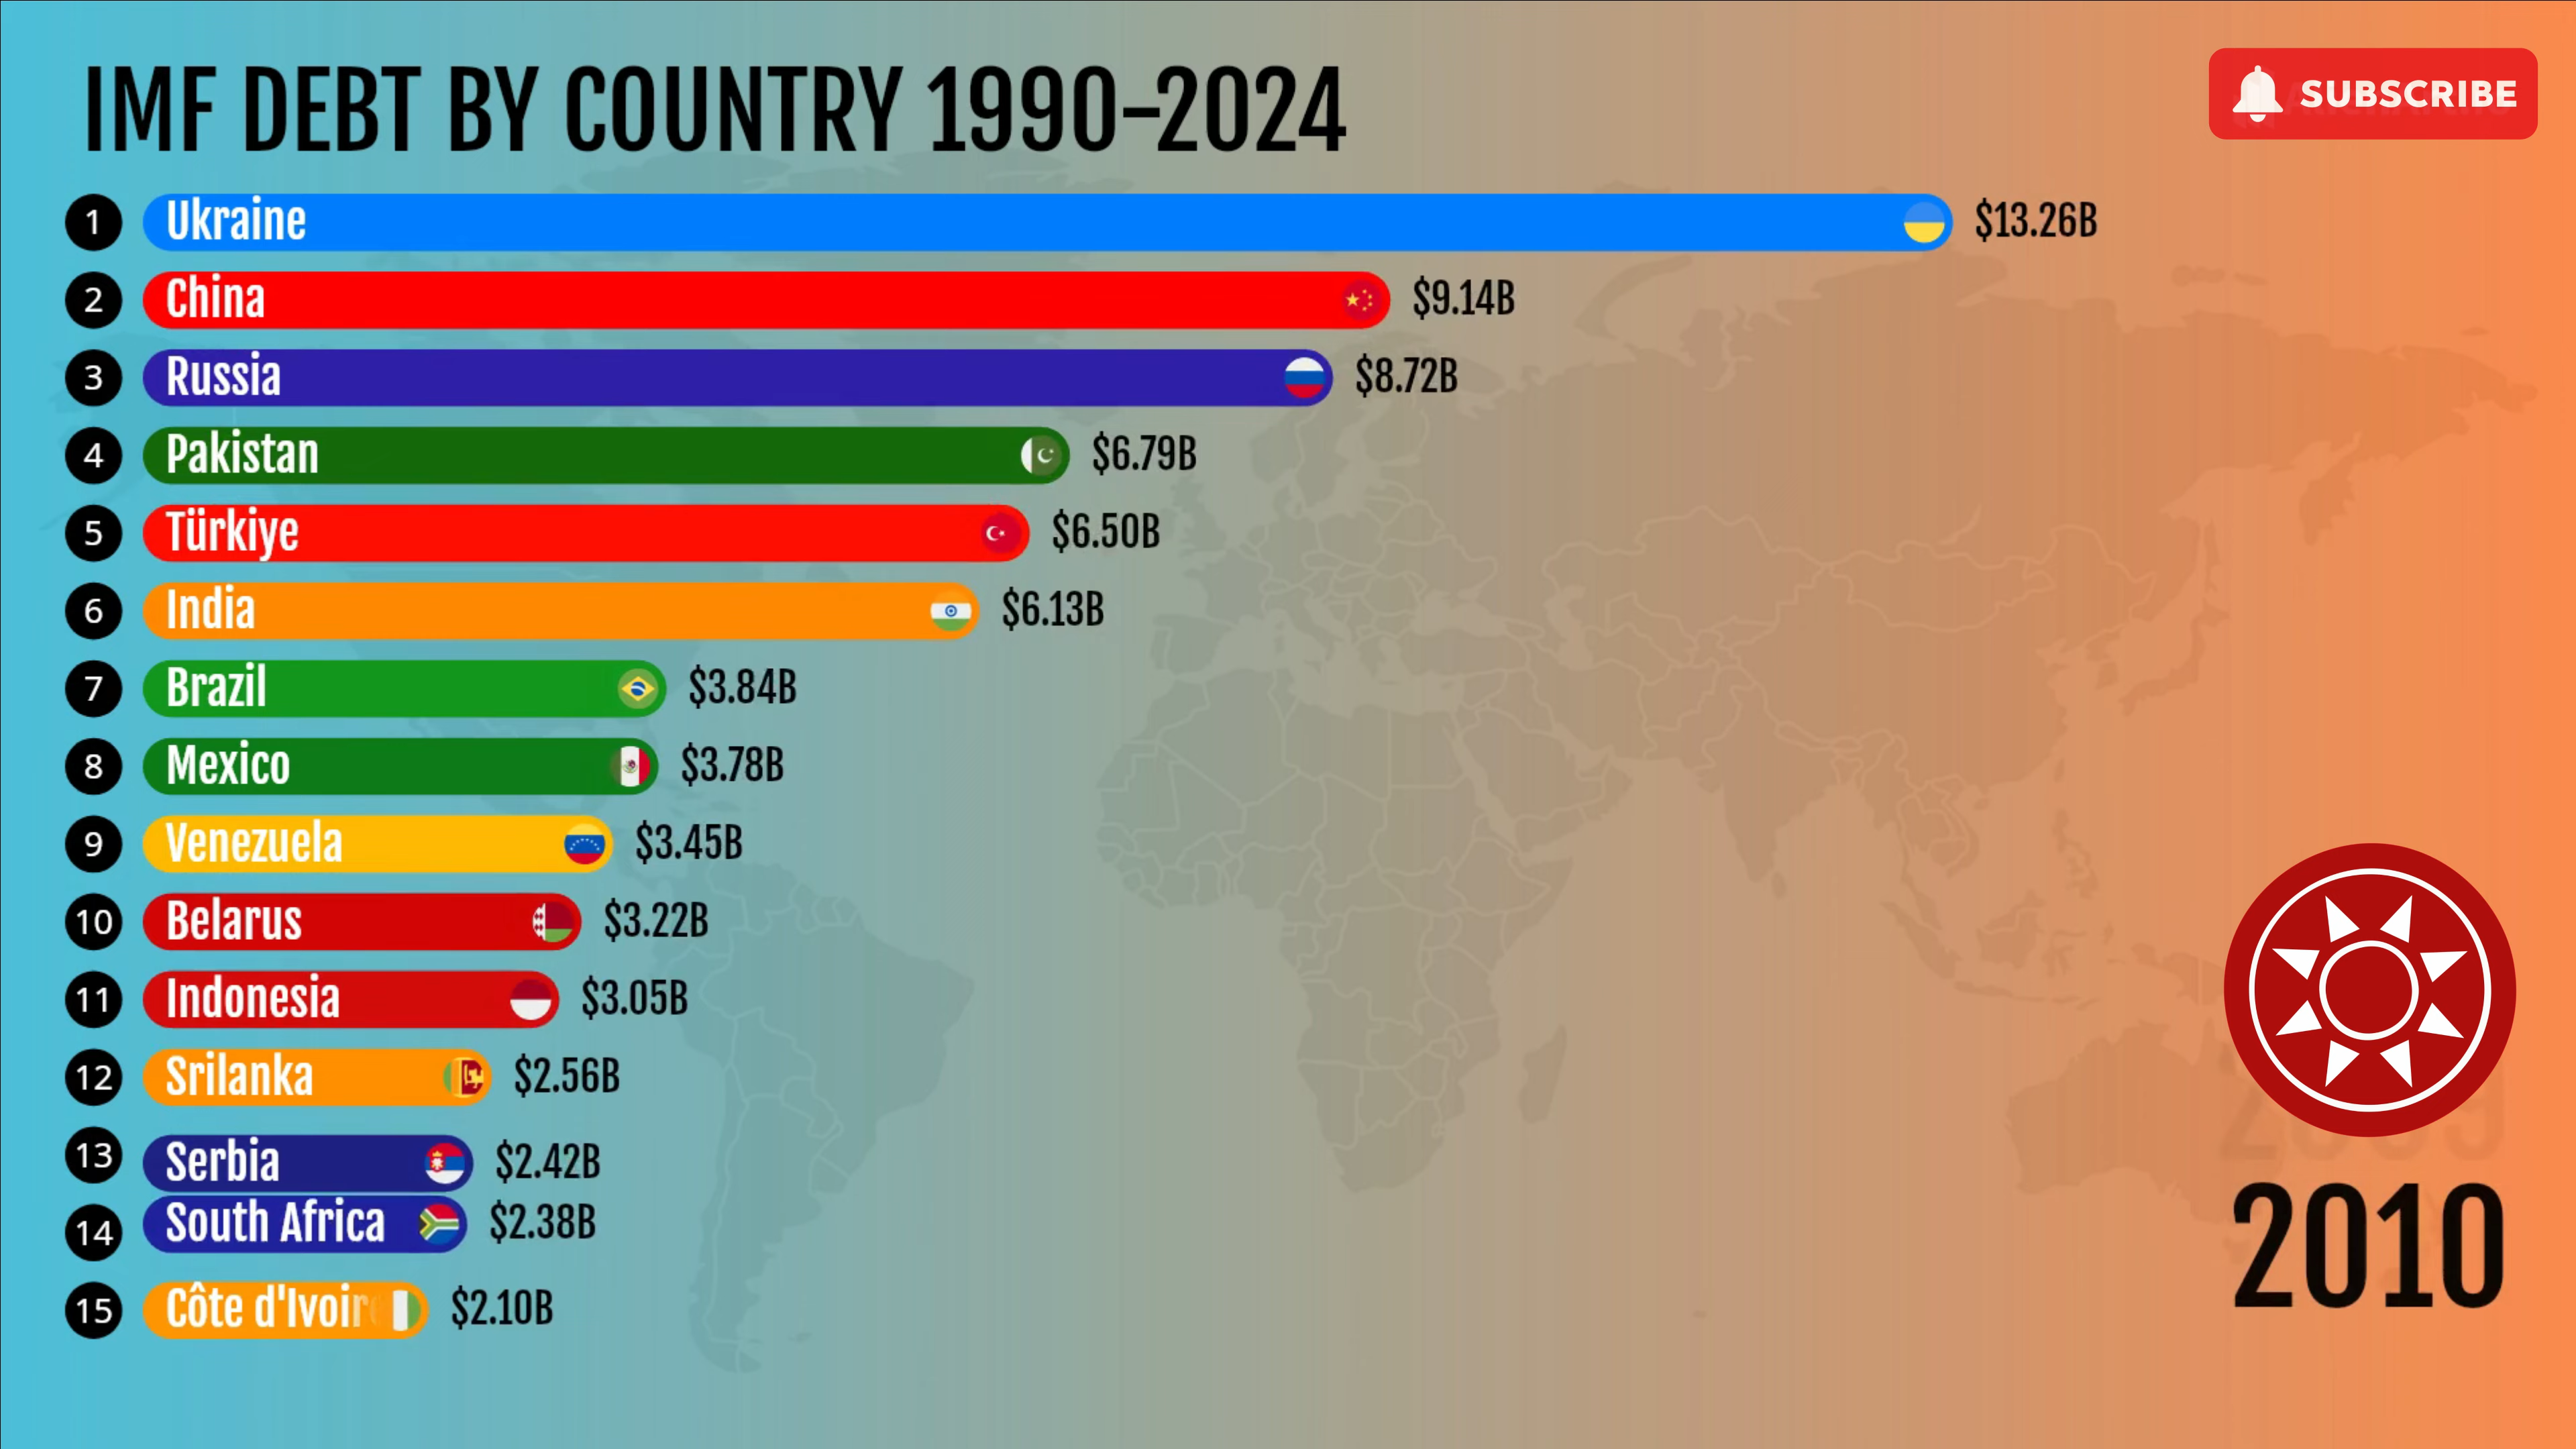 IMF DEBT BY COUNTRY 1990-2024
SUBSCRIBE
1 Ukraine $13.26B
2 China $9.14B
3 Russia $8.72B
4 Pakistan $6.79B
5 Türkiye $6.50B
6 India $6.13B
7 Brazil $3.84B
8 Mexico $3.78B
9 Venezuela $3.45B
10 Belarus $3.22B
11 Indonesia $3.05B
12 Srilanka $2.56B
13 Serbia $2.42B
14 South Africa $2.38B
15 Côte d'Ivoire $2.10B
2009
2010